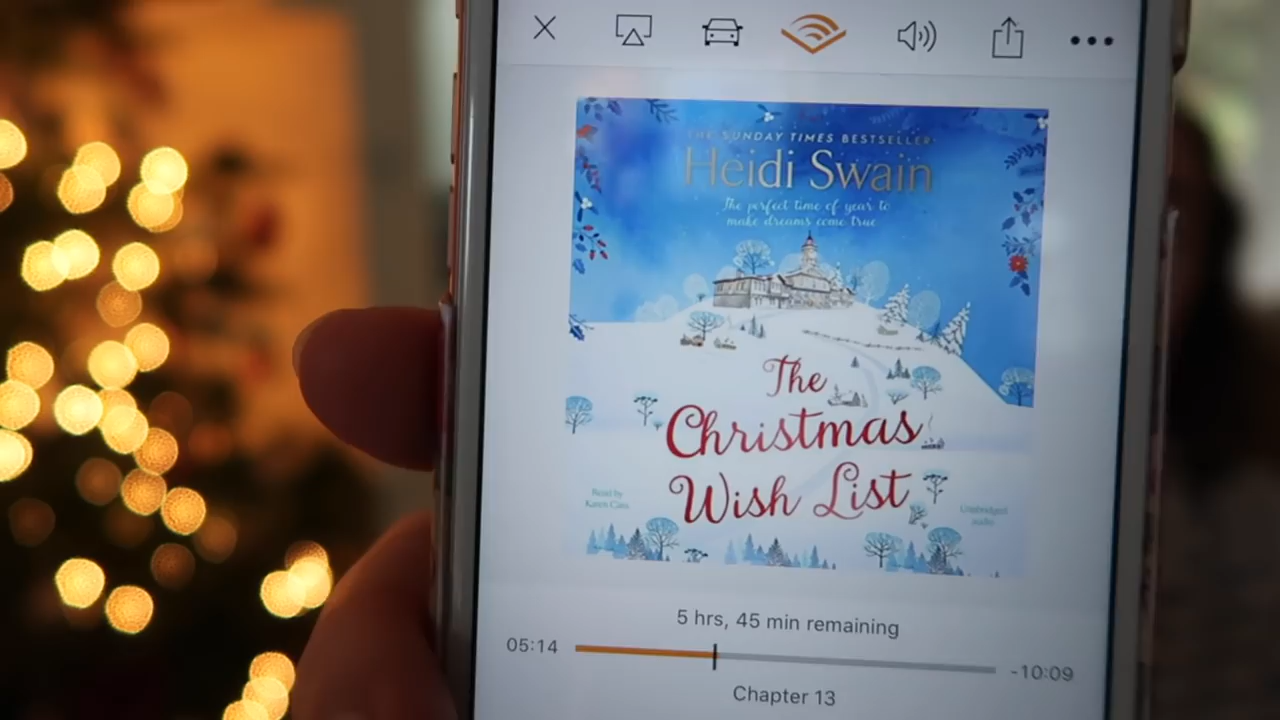 THE SUNDAY TIMES BESTSELLER
Heidi Swain
The perfect time of year to
make dreams come true
The
Christmas
Wish List
Read by
Karen Cass
Unabridged
audio
5 hrs, 45 min remaining
05:14
-10:09
Chapter 13